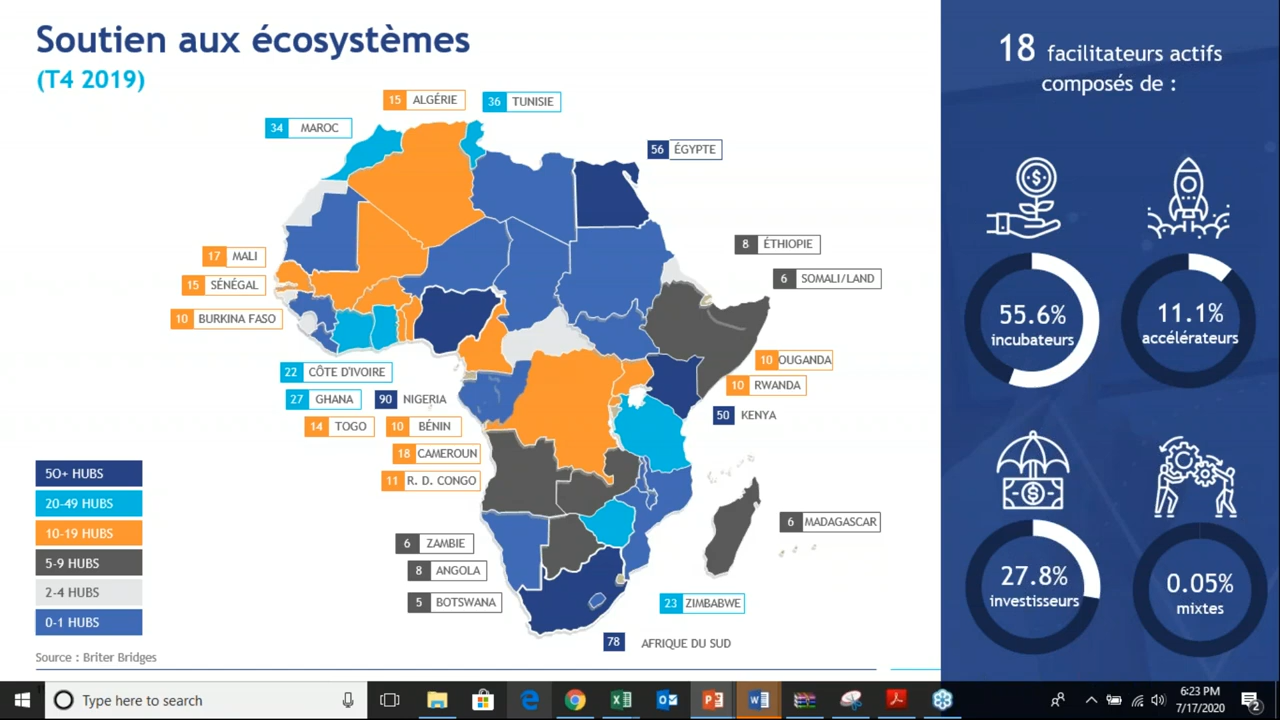 Soutien aux écosystèmes
(T4 2019)
15 ALGÉRIE
36 TUNISIE
34 MAROC
56 ÉGYPTE
8 ÉTHIOPIE
17 MALI
6 SOMALI/LAND
15 SÉNÉGAL
10 BURKINA FASO
10 OUGANDA
22 CÔTE D'IVOIRE
10 RWANDA
27 GHANA
90 NIGERIA
50 KENYA
14 TOGO
10 BÉNIN
18 CAMEROUN
11 R. D. CONGO
6 MADAGASCAR
6 ZAMBIE
8 ANGOLA
5 BOTSWANA
23 ZIMBABWE
78 AFRIQUE DU SUD
50+ HUBS
20-49 HUBS
10-19 HUBS
5-9 HUBS
2-4 HUBS
0-1 HUBS
Source : Briter Bridges
18 facilitateurs actifs
composés de :
55.6%
incubateurs
11.1%
accélérateurs
27.8%
investisseurs
0.05%
mixtes
Type here to search
6:23 PM
7/17/2020
2